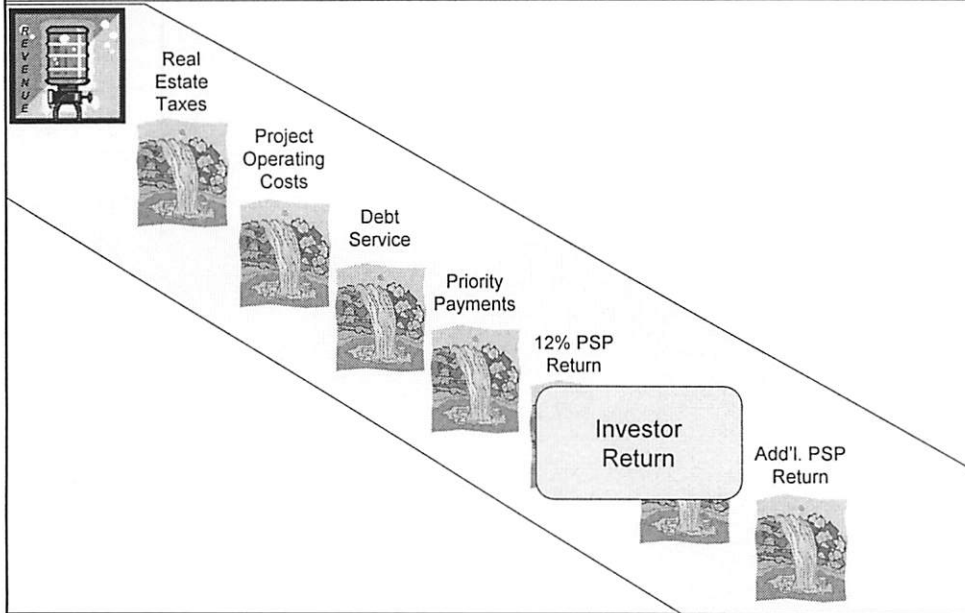 REVENUE
Real
Estate
Taxes
Project
Operating
Costs
Debt
Service
Priority
Payments
12% PSP
Return
Investor
Return
Add'l. PSP
Return